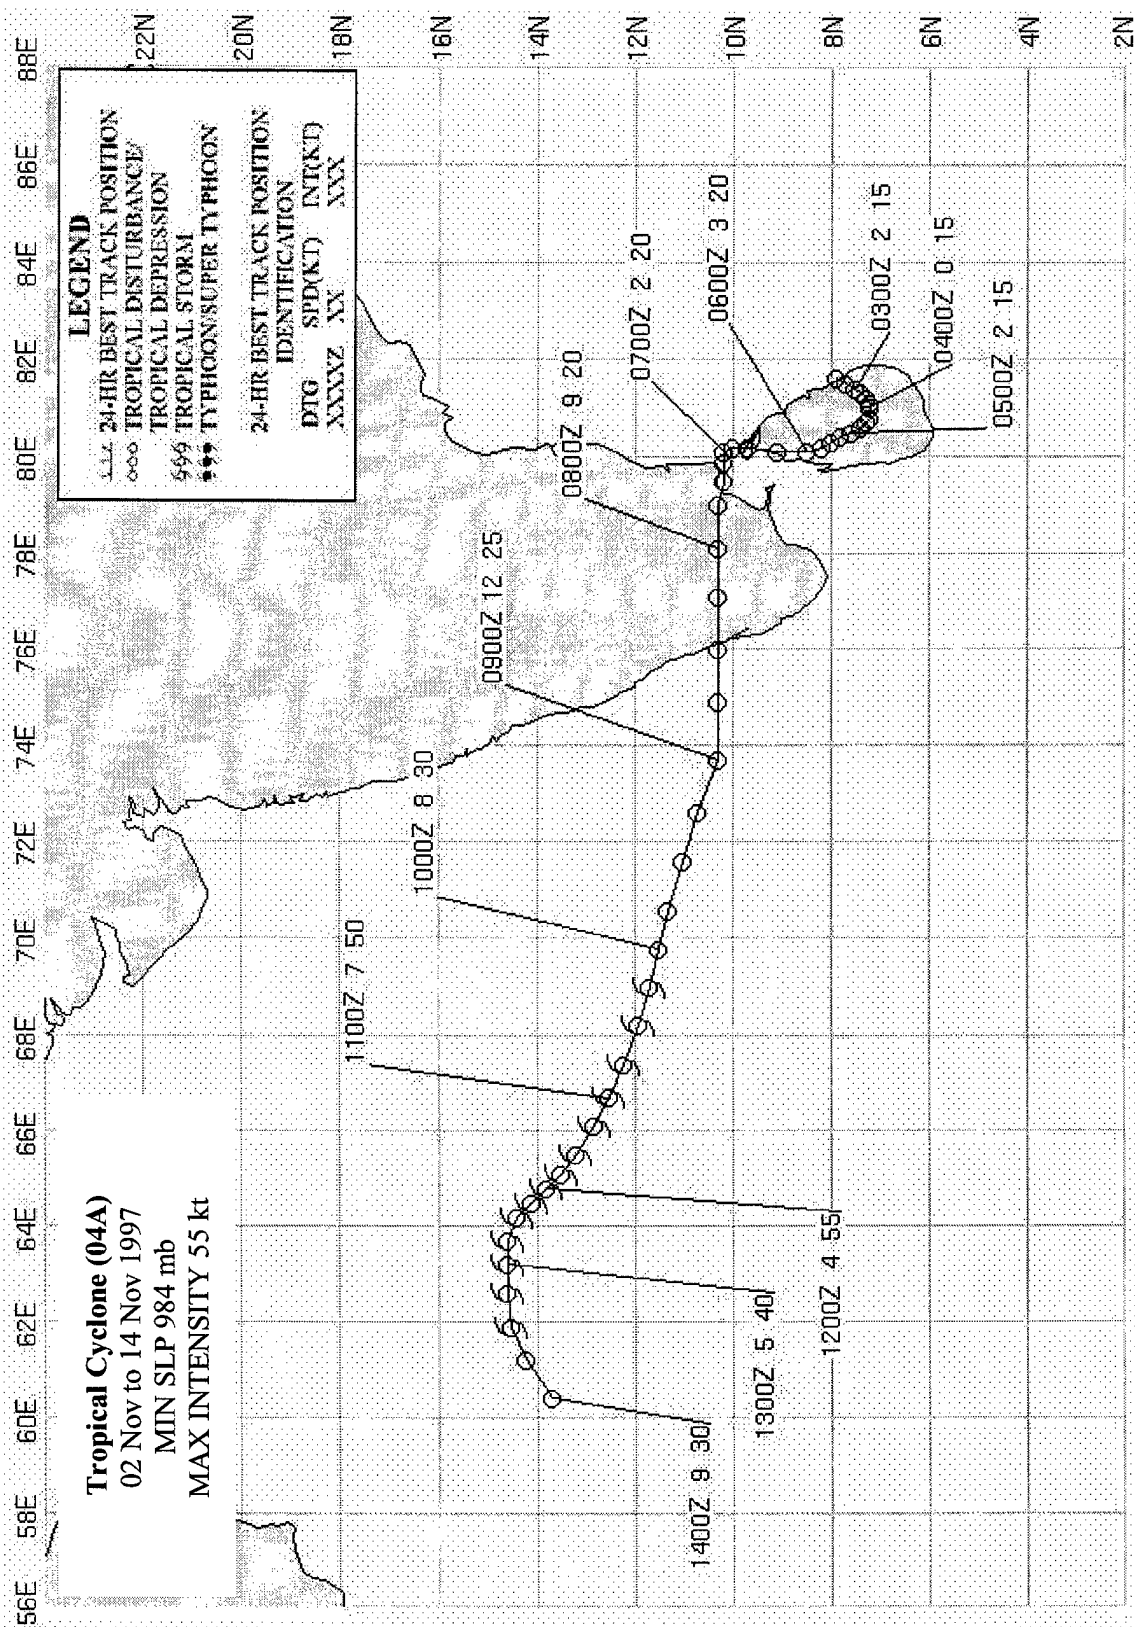 Tropical Cyclone (04A)
02 Nov to 14 Nov 1997
MIN SLP 984 mb
MAX INTENSITY 55 kt
LEGEND
24-HR BEST TRACK POSITION
TROPICAL DISTURBANCE/
TROPICAL DEPRESSION
TROPICAL STORM
TYPHOON/SUPER TYPHOON
24-HR BEST TRACK POSITION
IDENTIFICATION
DTG SPD(KT) INT(KT)
XXXXZ XX XXX
56E 58E 60E 62E 64E 66E 68E 70E 72E 74E 76E 78E 80E 82E 84E 86E 88E
22N
20N
18N
16N
14N
12N
10N
8N
6N
4N
2N
1100Z 7 50
1000Z 8 30
0900Z 12 25
0800Z 9 20
0700Z 2 20
0600Z 3 20
0300Z 2 15
0400Z 0 15
0500Z 2 15
1400Z 9 30
1300Z 5 40
1200Z 4 55